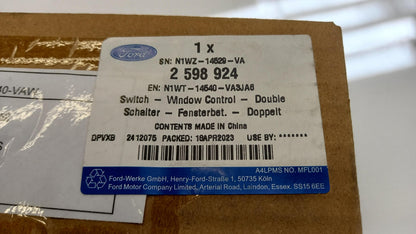 Ford
1 x
SN: N1WZ-14529-VA
2 598 924
EN: N1WT-14540-VA3JA6
Switch - Window Control - Double
Schalter - Fensterbet. - Doppelt
CONTENTS MADE IN China
DPVXB 2412075 PACKED: 19APR2023 USE BY: *******
A4LPMS NO. MFL001
Ford-Werke GmbH, Henry-Ford-Straße 1, 50735 Köln
Ford Motor Company Limited, Arterial Road, Laindon, Essex. SS15 6EE